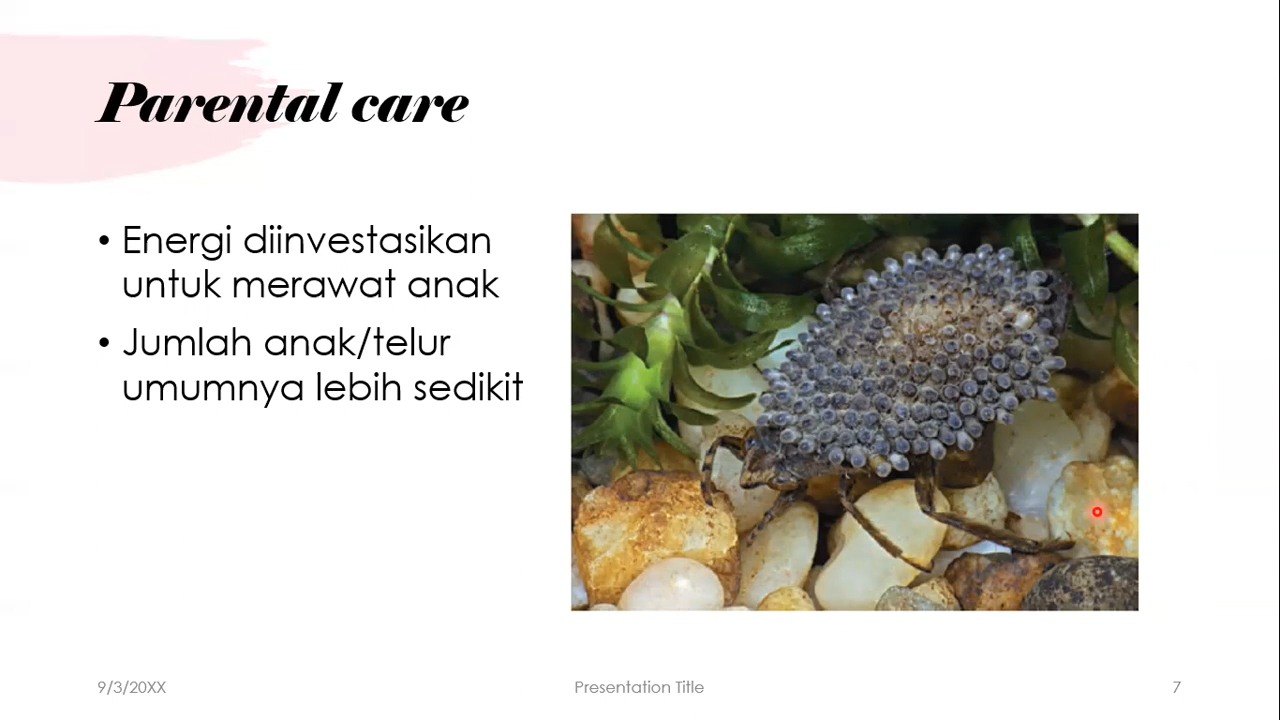 Parental care
• Energi diinvestasikan
untuk merawat anak
• Jumlah anak/telur
umumnya lebih sedikit
9/3/20XX
Presentation Title
7